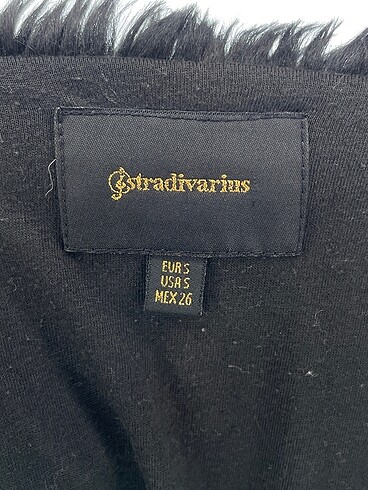 stradivarius
EUR S
USA S
MEX 26